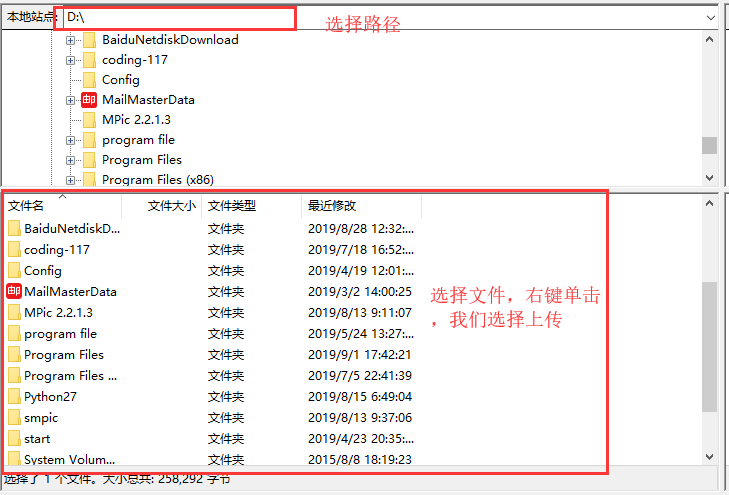 本地站点: D:\ 选择路径
BaiduNetdiskDownload
coding-117
Config
MailMasterData
MPic 2.2.1.3
program file
Program Files
Program Files (x86)
文件名 文件大小 文件类型 最近修改
BaiduNetdiskD... 文件夹 2019/8/28 12:32:...
coding-117 文件夹 2019/7/18 16:52:...
Config 文件夹 2019/4/19 12:01:...
MailMasterData 文件夹 2019/3/2 14:00:25
MPic 2.2.1.3 文件夹 2019/8/13 9:11:07
program file 文件夹 2019/5/24 13:27:...
Program Files 文件夹 2019/9/1 17:42:21
Program Files ... 文件夹 2019/7/5 22:41:39
Python27 文件夹 2019/8/15 6:49:04
smpic 文件夹 2019/8/13 9:37:06
start 文件夹 2019/4/23 20:35:...
System Volum... 文件夹 2015/8/8 18:19:23
选择文件，右键单击
，我们选择上传
选择了 1 个文件。大小总共: 258,292 字节